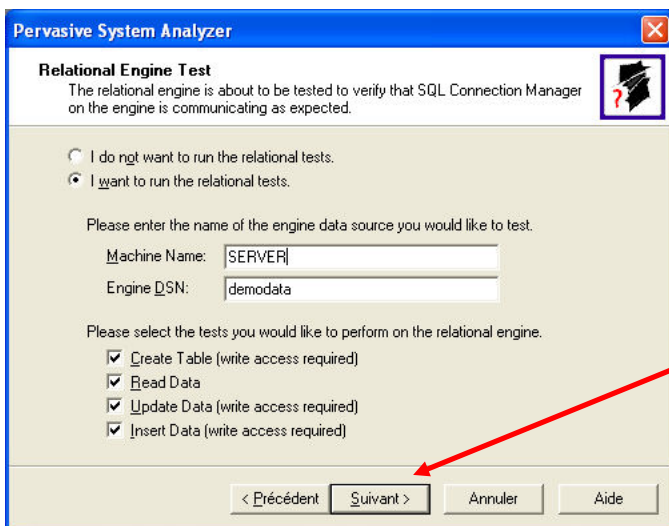 Pervasive System Analyzer
Relational Engine Test
The relational engine is about to be tested to verify that SQL Connection Manager
on the engine is communicating as expected.
?
I do not want to run the relational tests.
I want to run the relational tests.
Please enter the name of the engine data source you would like to test.
Machine Name: SERVER
Engine DSN: demodata
Please select the tests you would like to perform on the relational engine.
Create Table (write access required)
Read Data
Update Data (write access required)
Insert Data (write access required)
< Précédent Suivant > Annuler Aide